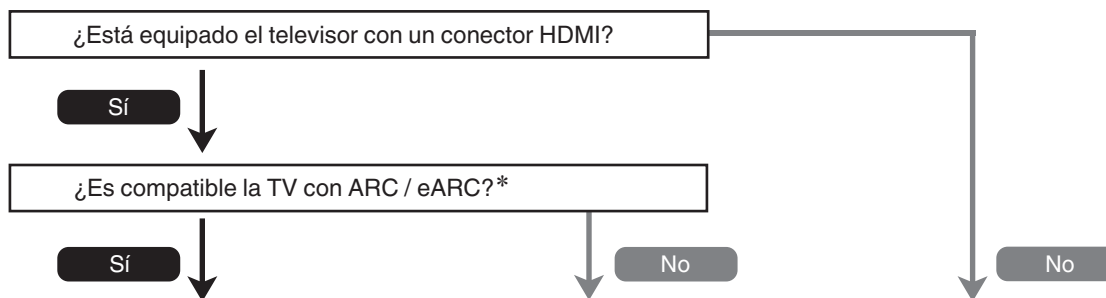 ¿Está equipado el televisor con un conector HDMI?
Sí
¿Es compatible la TV con ARC / eARC?*
Sí
No
No